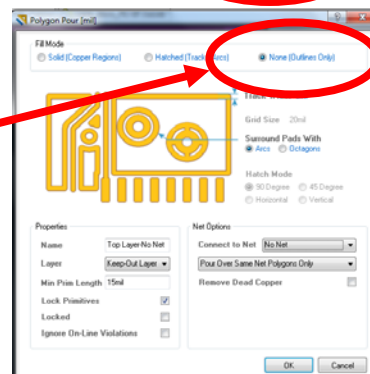 Polygon Pour [mil]
Fill Mode
Solid (Copper Regions)
Hatched (Tracks/Arcs)
None (Outlines Only)
Track
Grid Size 20mil
Surround Pads With
Arcs Octagons
Hatch Mode
90 Degree 45 Degree
Horizontal Vertical
Properties
Name Top Layer-No Net
Layer Keep-Out Layer
Min Prim Length 15mil
Lock Primitives
Locked
Ignore On-Line Violations
Net Options
Connect to Net No Net
Pour Over Same Net Polygons Only
Remove Dead Copper
OK Cancel